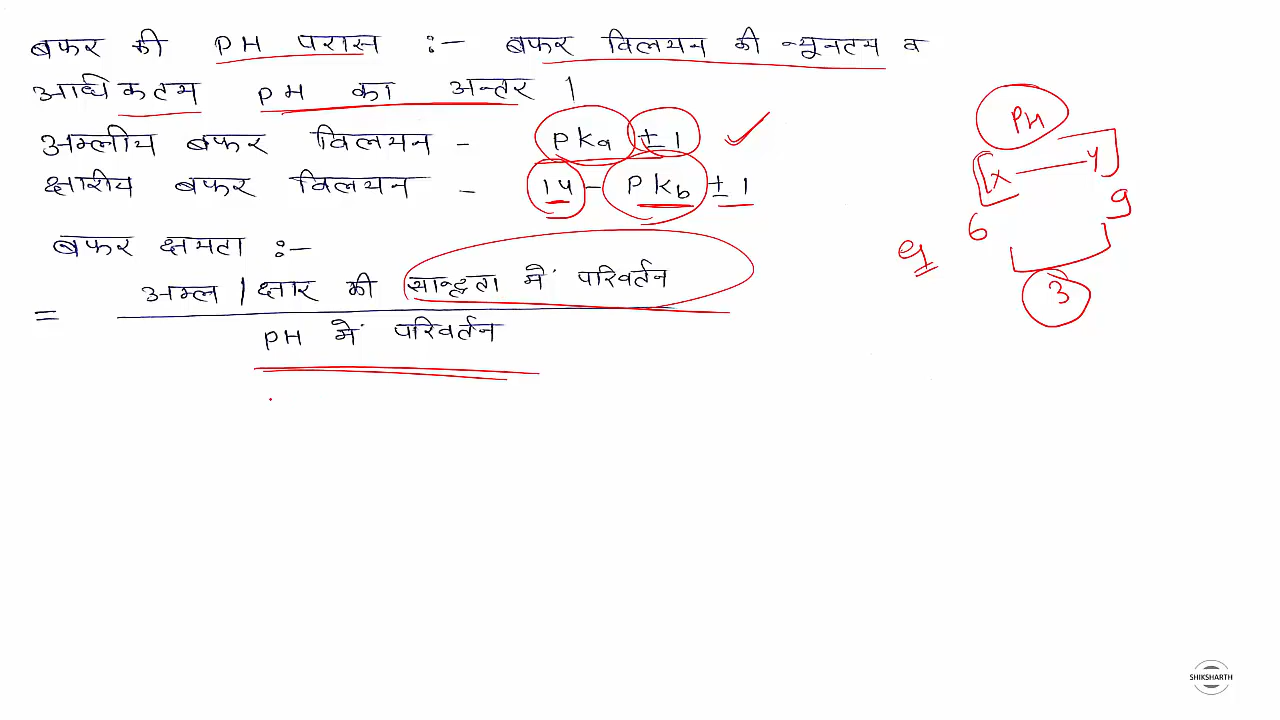 बफर की PH परास :- बफर विलयन की न्यूनतम व
अधिकतम PH का अन्तर |
अम्लीय बफर विलयन - Pka ± 1
क्षारीय बफर विलयन - 14 - Pkb ± 1
बफर क्षमता :-
= अम्ल | क्षार की सान्द्रता में परिवर्तन
PH में परिवर्तन
PH
x — y
6 9
eg
3
SHIKSHARTH